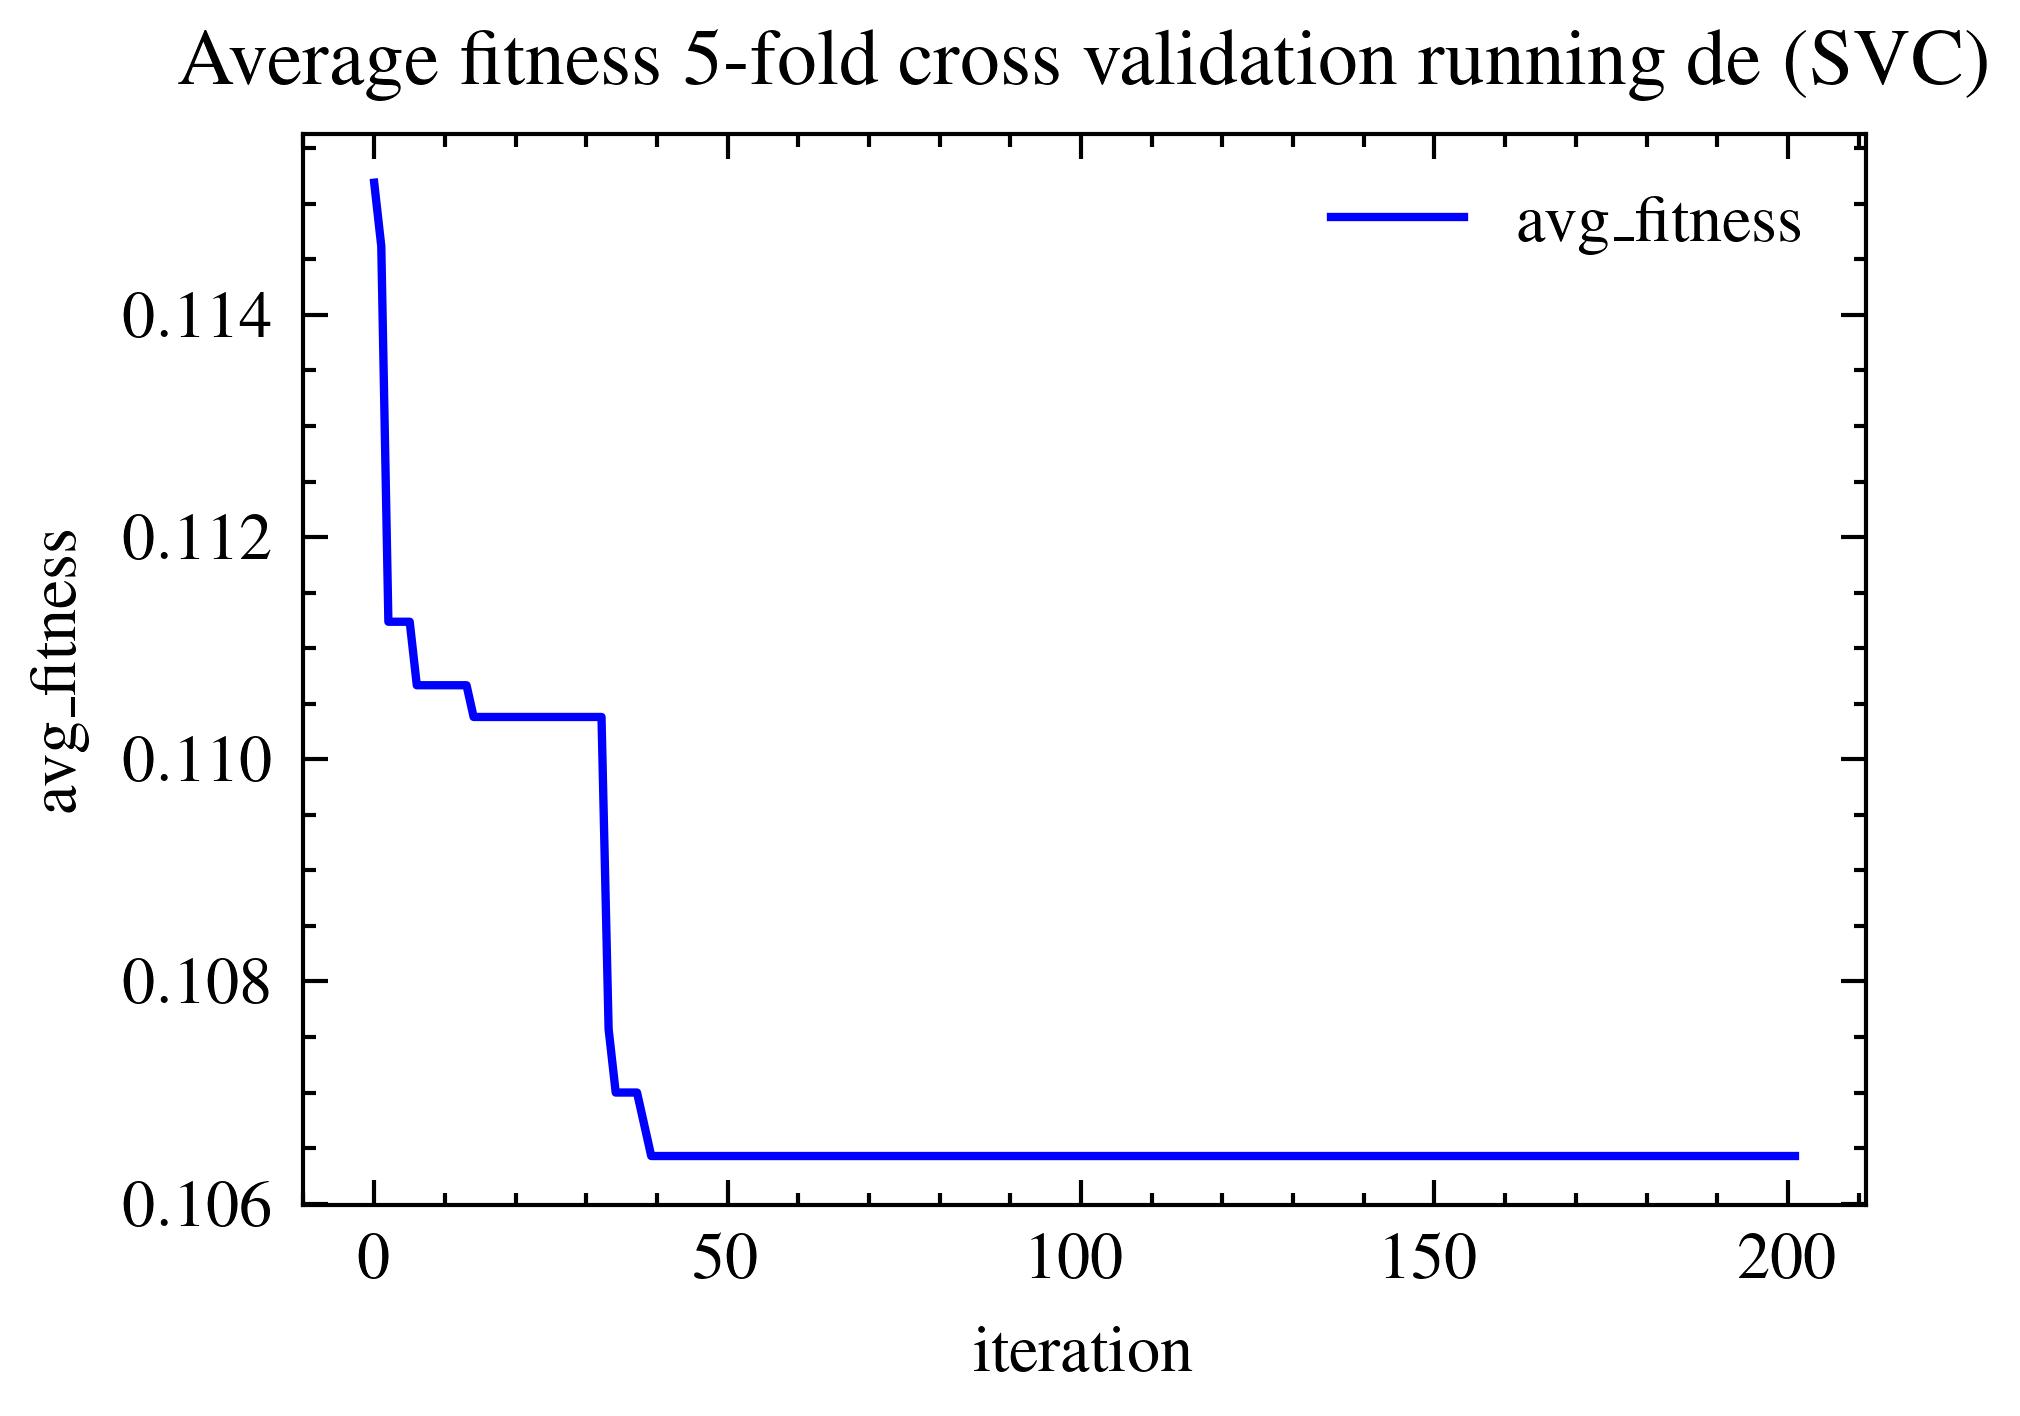 Average fitness 5-fold cross validation running de (SVC)
avg_fitness
0.114
0.112
0.110
0.108
0.106
avg_fitness
0 50 100 150 200
iteration